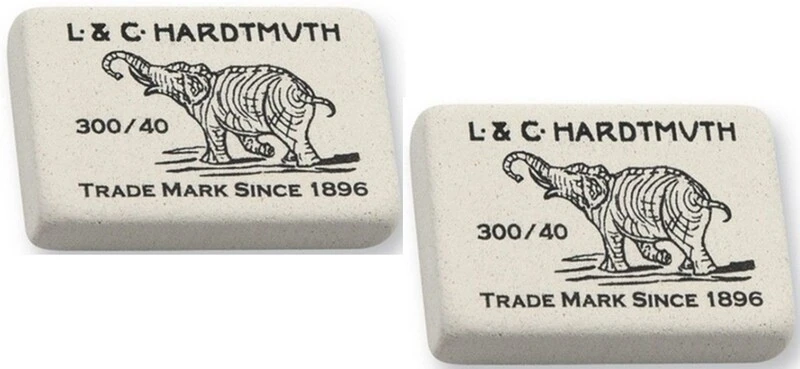 L·& C· HARDTMVTH
300/40
TRADE MARK SINCE 1896
L·& C· HARDTMVTH
300/40
TRADE MARK SINCE 1896